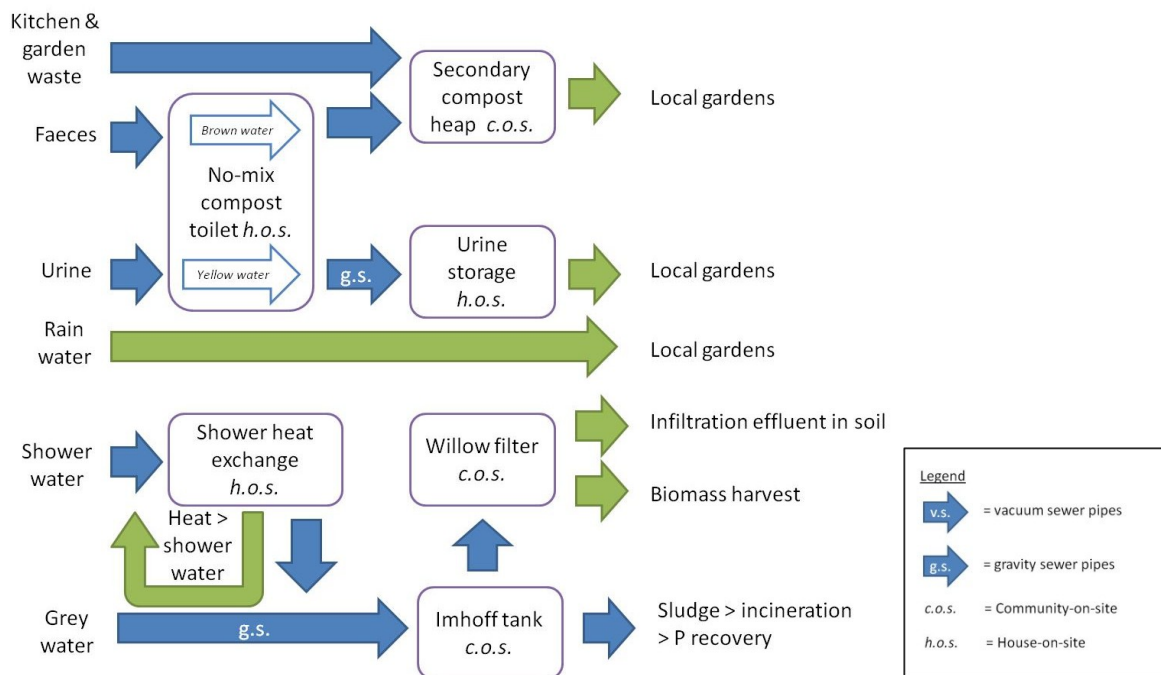 Kitchen &
garden
waste
Secondary
compost
heap c.o.s.
Local gardens
Faeces
Brown water
No-mix
compost
toilet h.o.s.
Urine
Yellow water
g.s.
Urine
storage
h.o.s.
Local gardens
Rain
water
Local gardens
Shower
water
Shower heat
exchange
h.o.s.
Willow filter
c.o.s.
Infiltration effluent in soil
Biomass harvest
Heat >
shower
water
Grey
water
g.s.
Imhoff tank
c.o.s.
Sludge > incineration
> P recovery
Legend
v.s. = vacuum sewer pipes
g.s. = gravity sewer pipes
c.o.s. = Community-on-site
h.o.s. = House-on-site